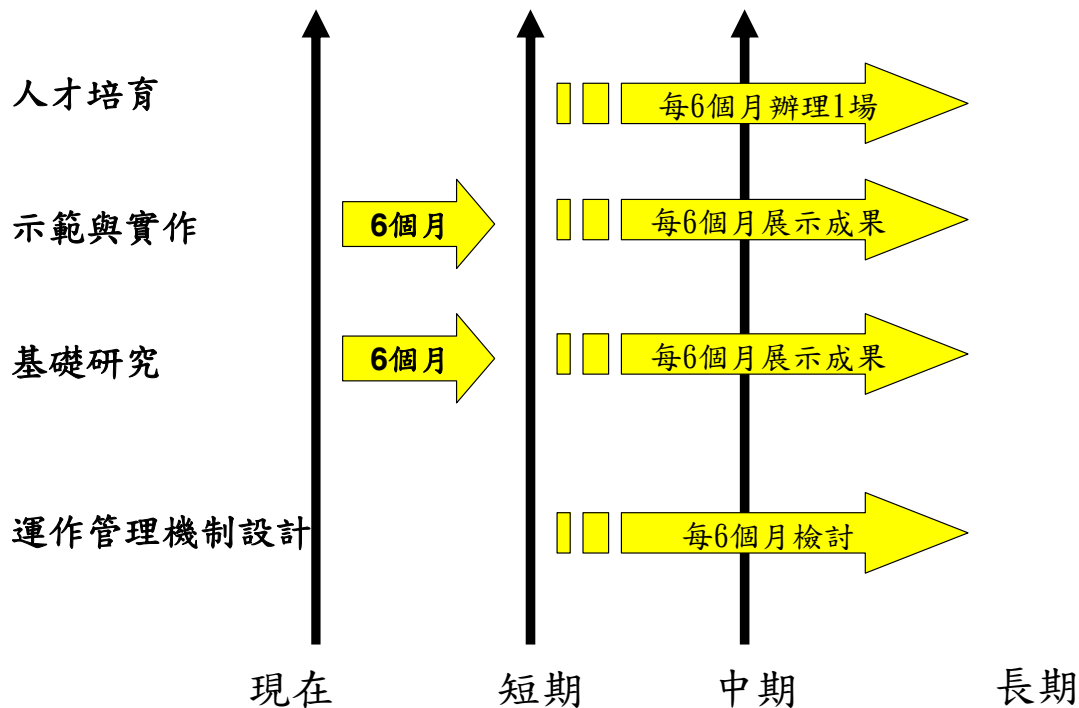 人才培育
每6個月辦理1場
示範與實作
6個月
每6個月展示成果
基礎研究
6個月
每6個月展示成果
運作管理機制設計
每6個月檢討
現在
短期
中期
長期